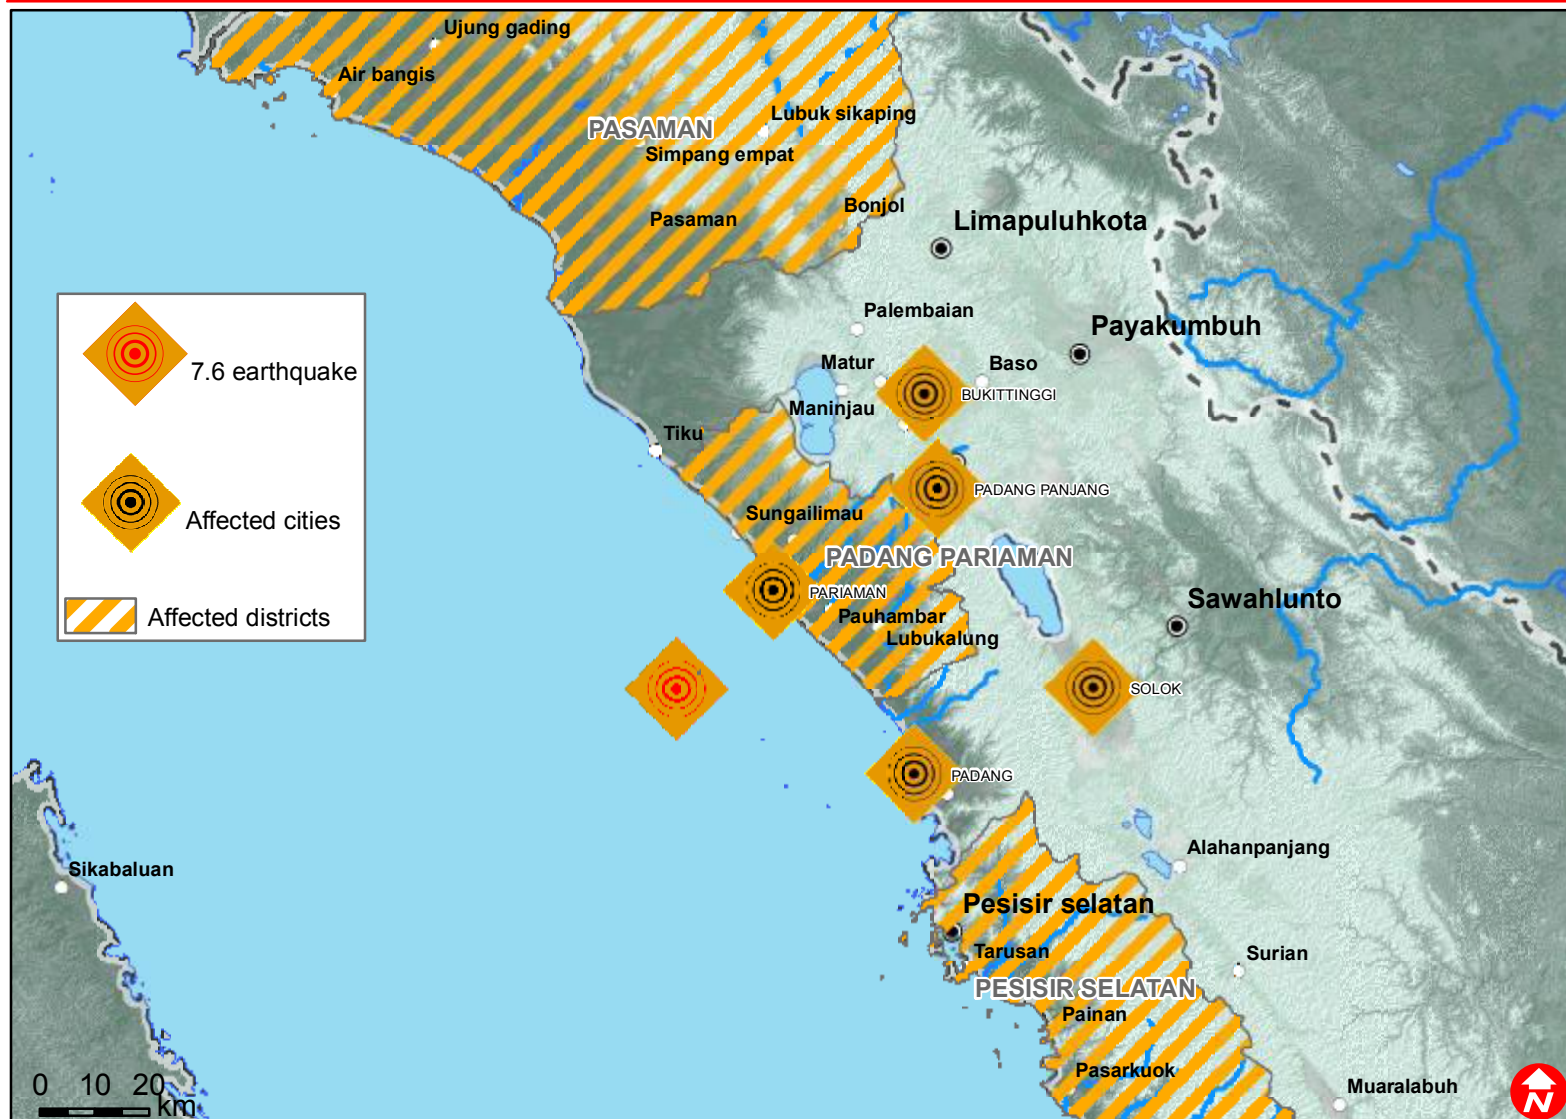 Ujung gading
Air bangis
Lubuk sikaping
PASAMAN
Simpang empat
Bonjol
Pasaman
Limapuluhkota
Palembaian
Payakumbuh
7.6 earthquake
Matur
Baso
BUKITTINGGI
Maninjau
Tiku
PADANG PANJANG
Affected cities
Sungailimau
PADANG PARIAMAN
PARIAMAN
Sawahlunto
Affected districts
Pauhambar
Lubukalung
SOLOK
PADANG
Alahanpanjang
Sikabaluan
Pesisir selatan
Tarusan
Surian
PESISIR SELATAN
Painan
Pasarkuok
Muaralabuh
0 10 20
km
N